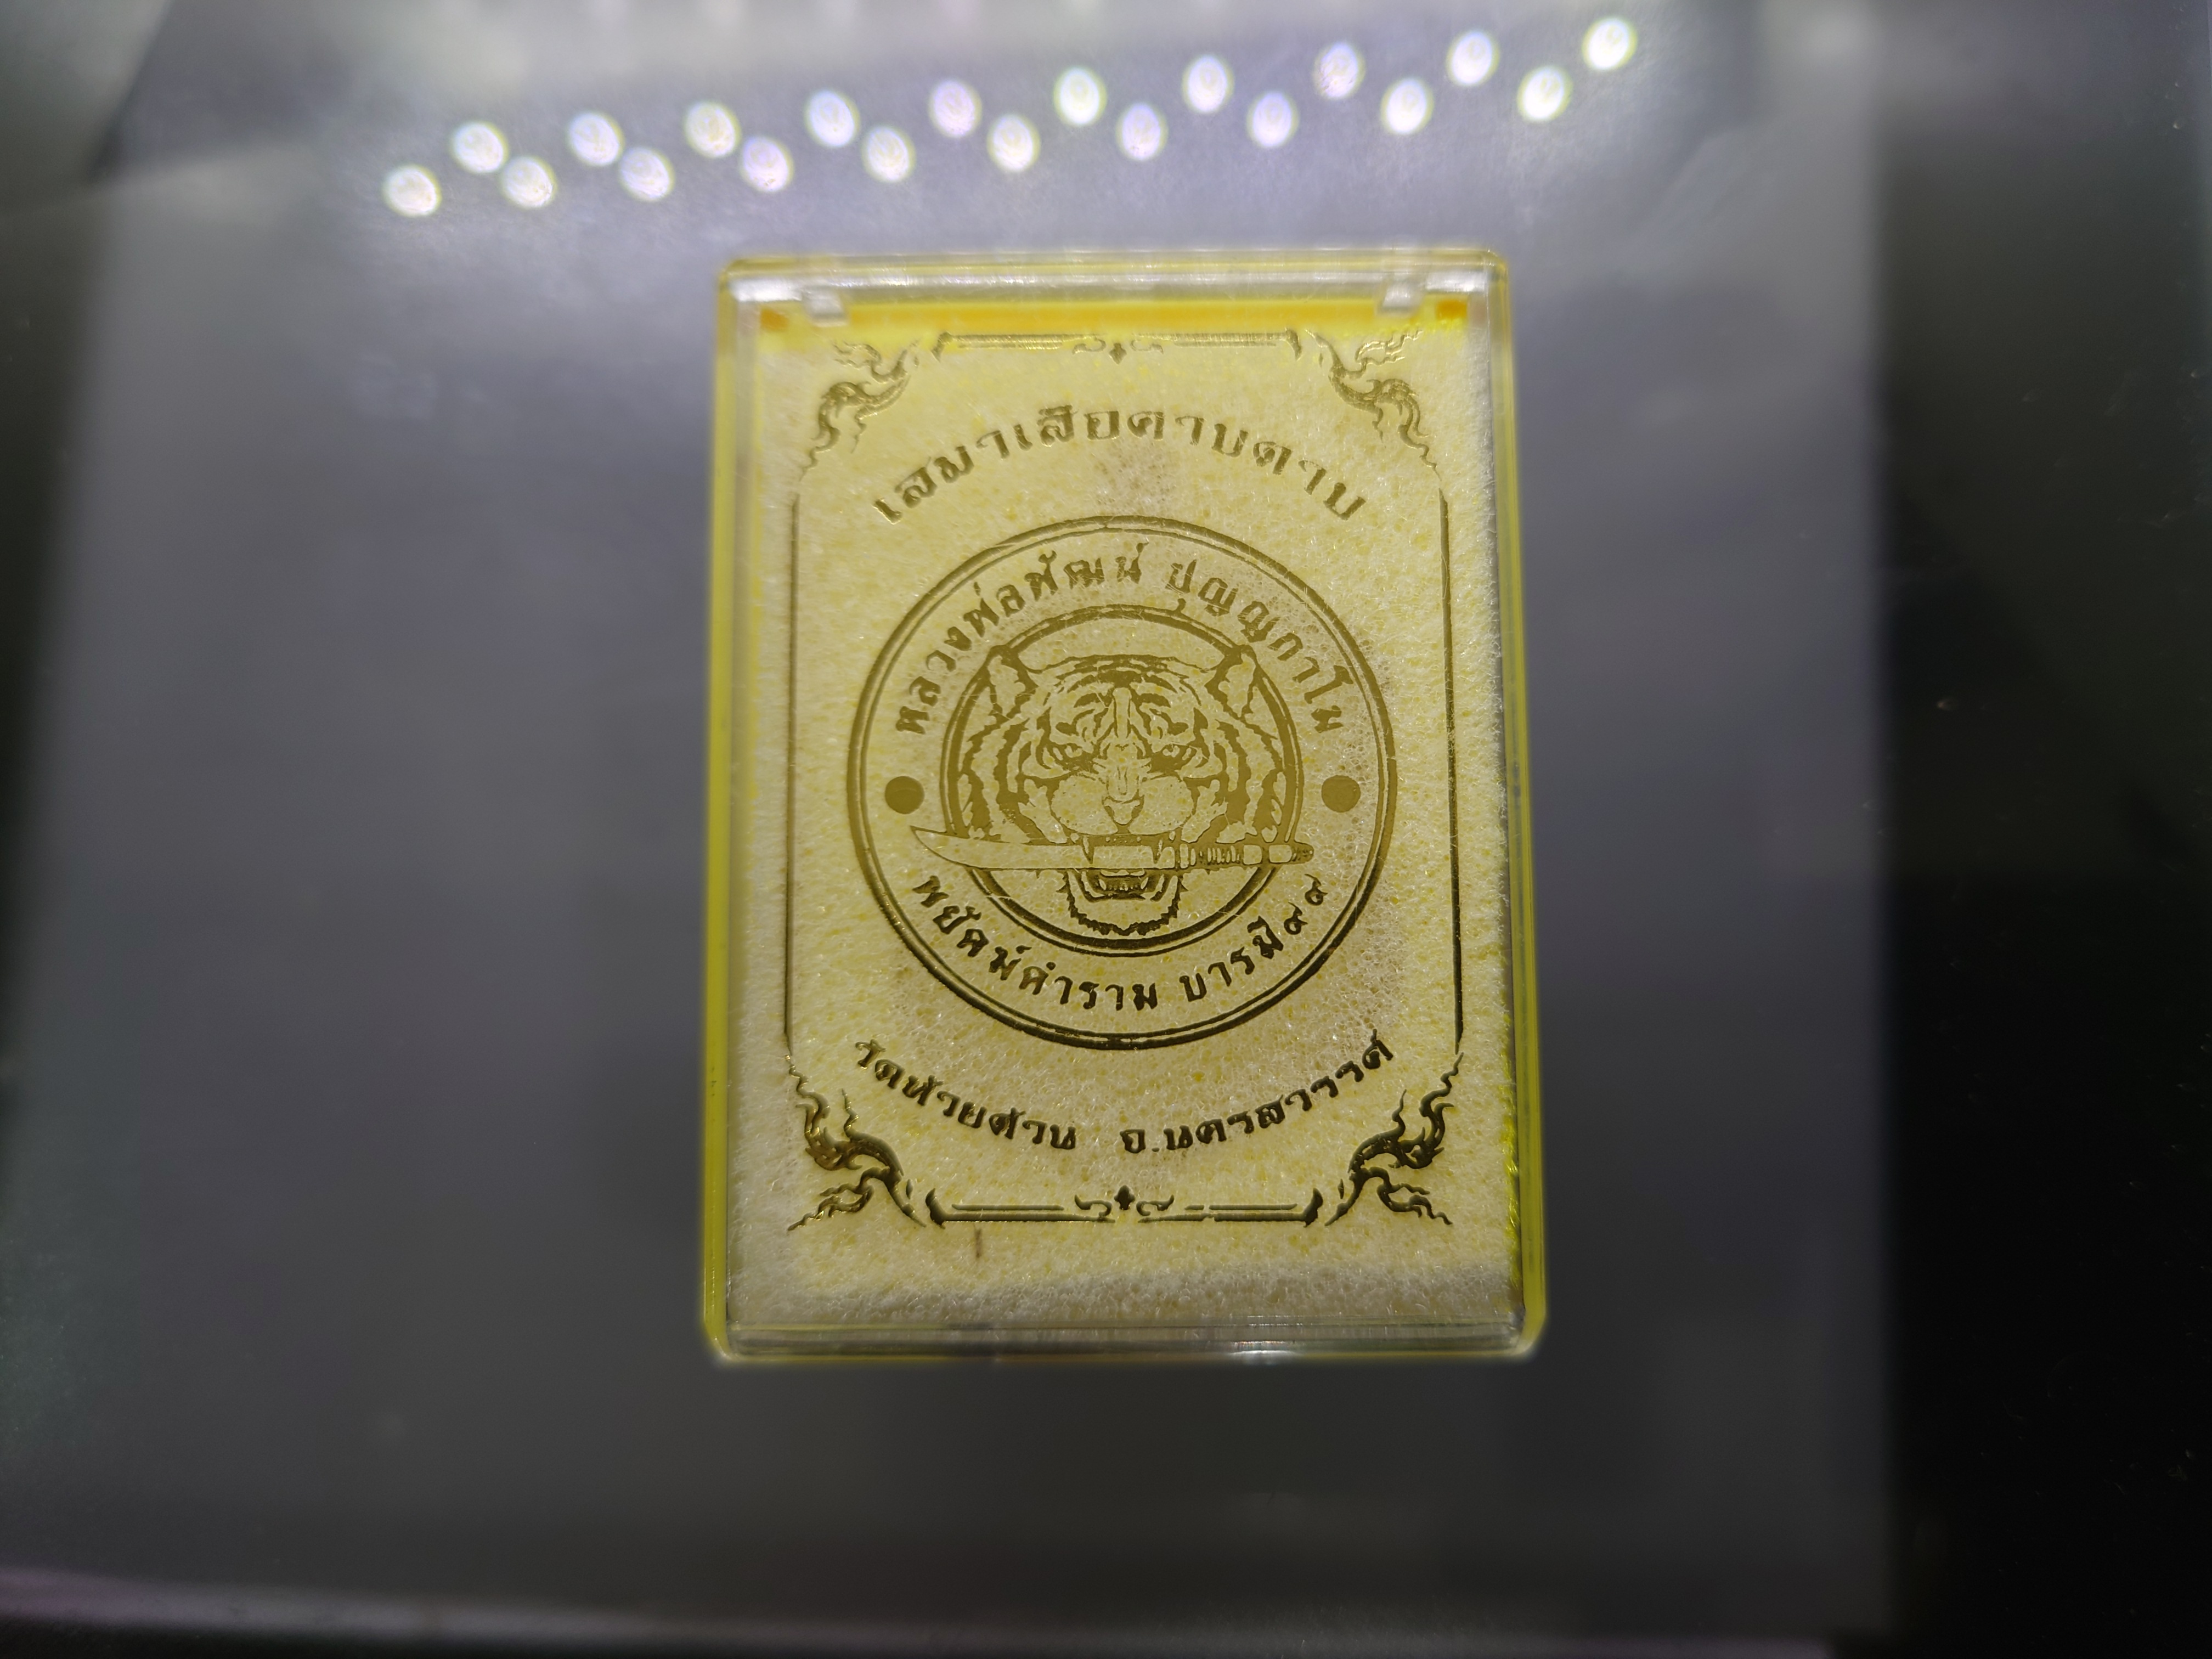 เสมาเสือคาบดาบ
หลวงพ่อพัฒน์ ปุญฺญกาโม
พยัคฆ์คำราม บารมี๙๙
วัดห้วยด้วน จ.นครสวรรค์